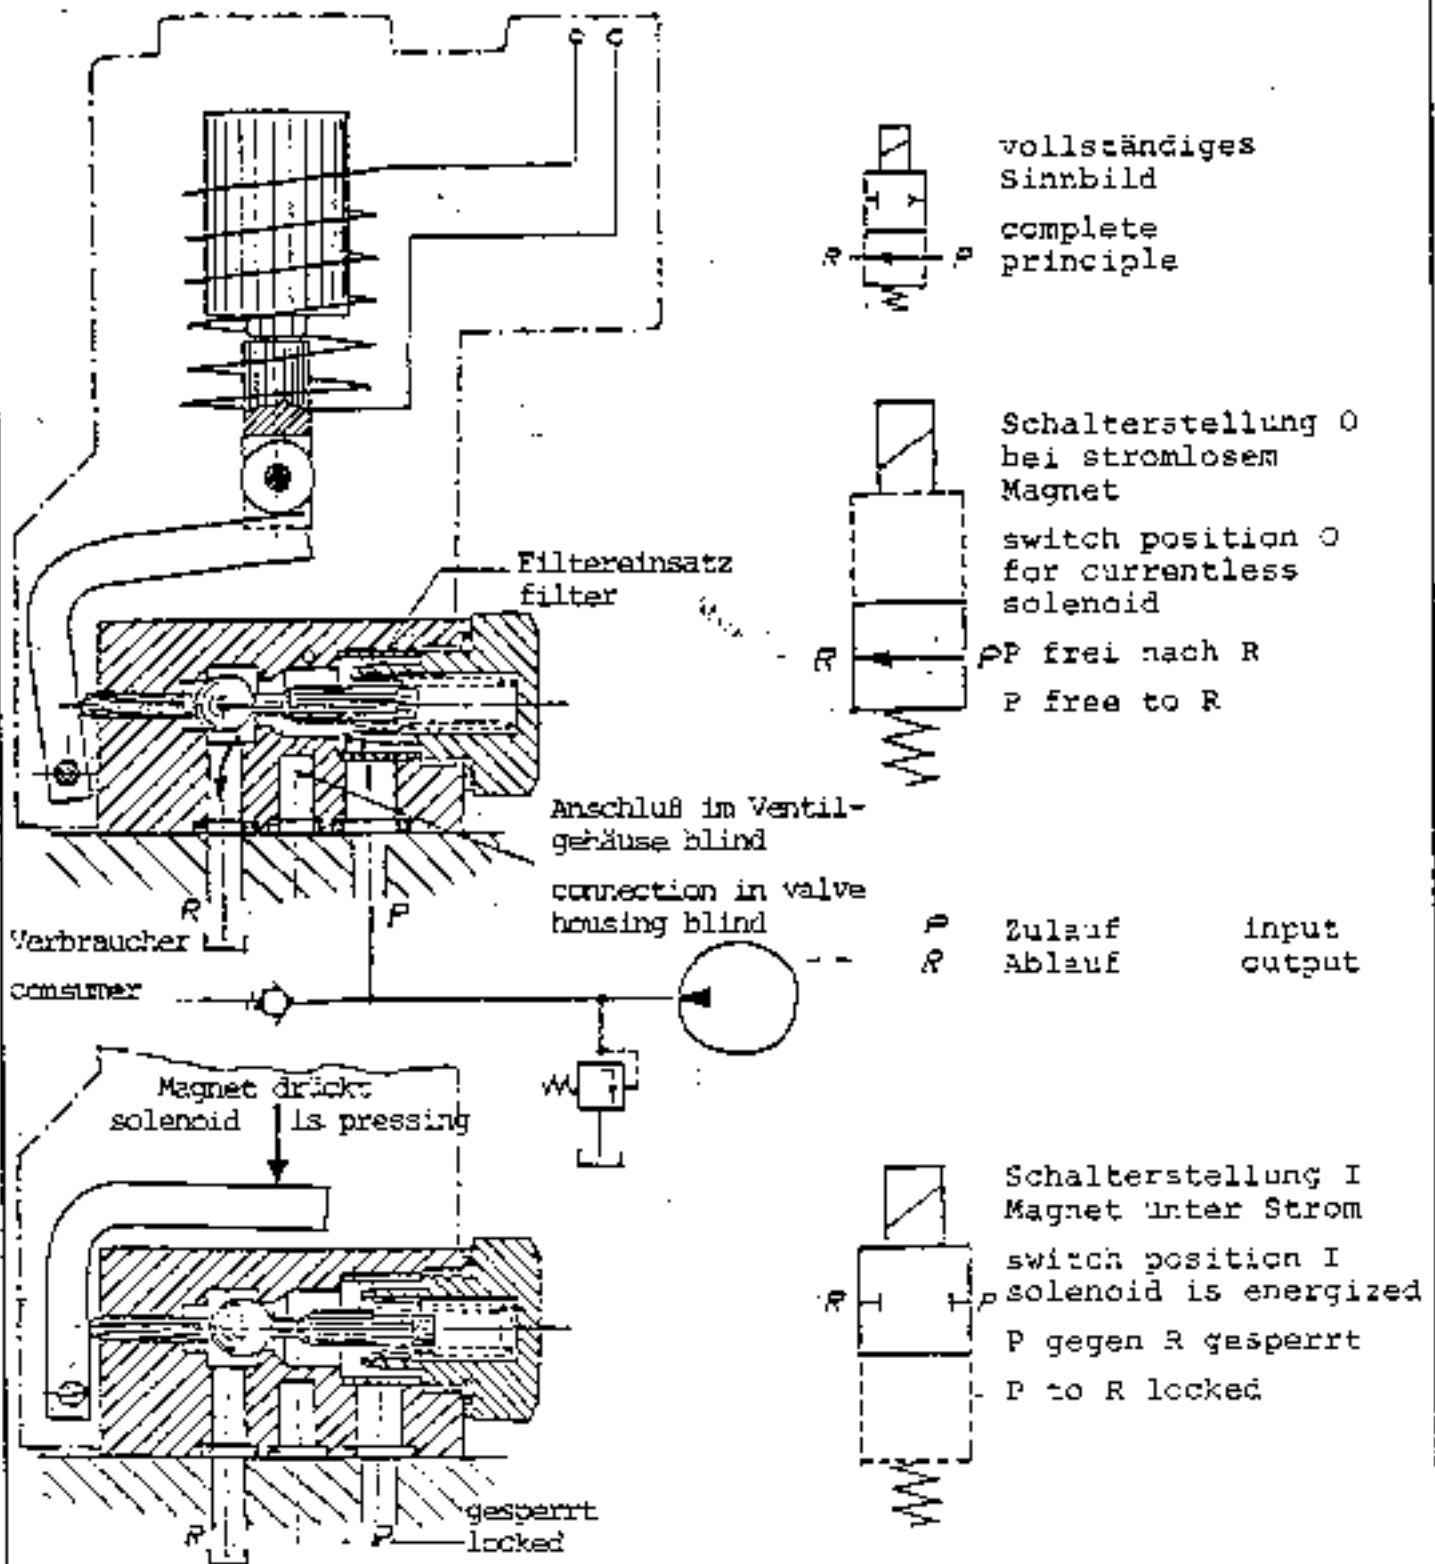 vollständiges
Sinnbild
complete
principle
R
P
Schalterstellung O
bei stromlosem
Magnet
switch position O
for currentless
solenoid
R
P
P frei nach R
P free to R
Filtereinsatz
filter
Anschluß im Ventil-
gehäuse blind
connection in valve
housing blind
R
P
Verbraucher
consumer
P Zulauf input
R Ablauf output
Magnet drückt
solenoid is pressing
Schalterstellung I
Magnet unter Strom
switch position I
solenoid is energized
R
P
P gegen R gesperrt
P to R locked
R
P
gesperrt
locked